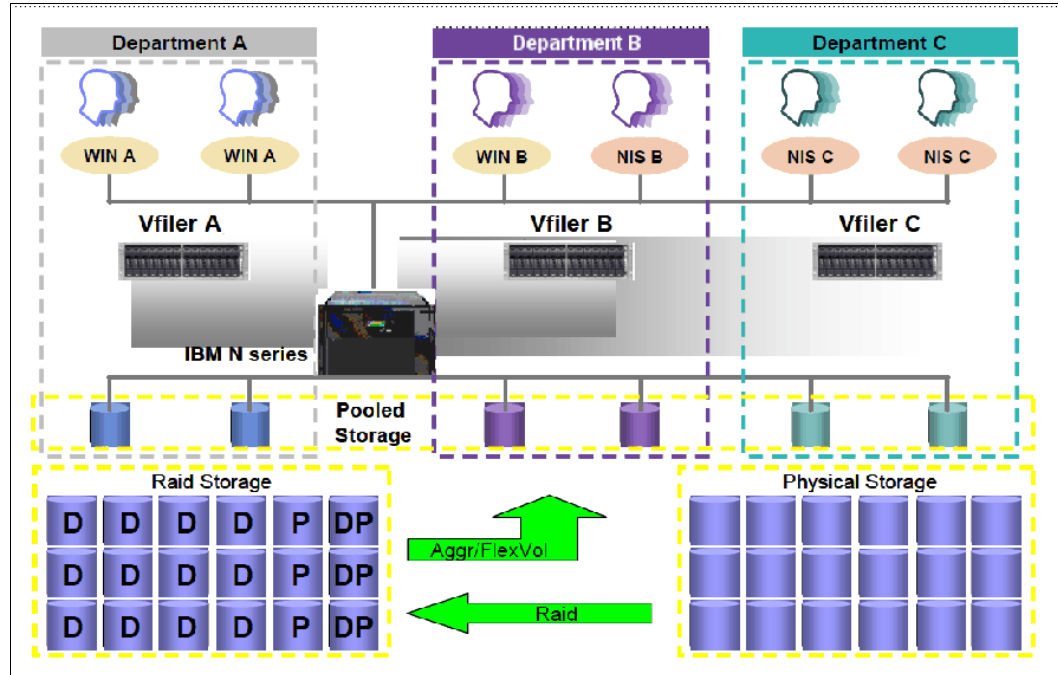 Department A
Department B
Department C
WIN A
WIN A
WIN B
NIS B
NIS C
NIS C
Vfiler A
Vfiler B
Vfiler C
IBM N series
Pooled
Storage
Raid Storage
Physical Storage
D D D D P DP
D D D D P DP
D D D D P DP
Aggr/FlexVol
Raid